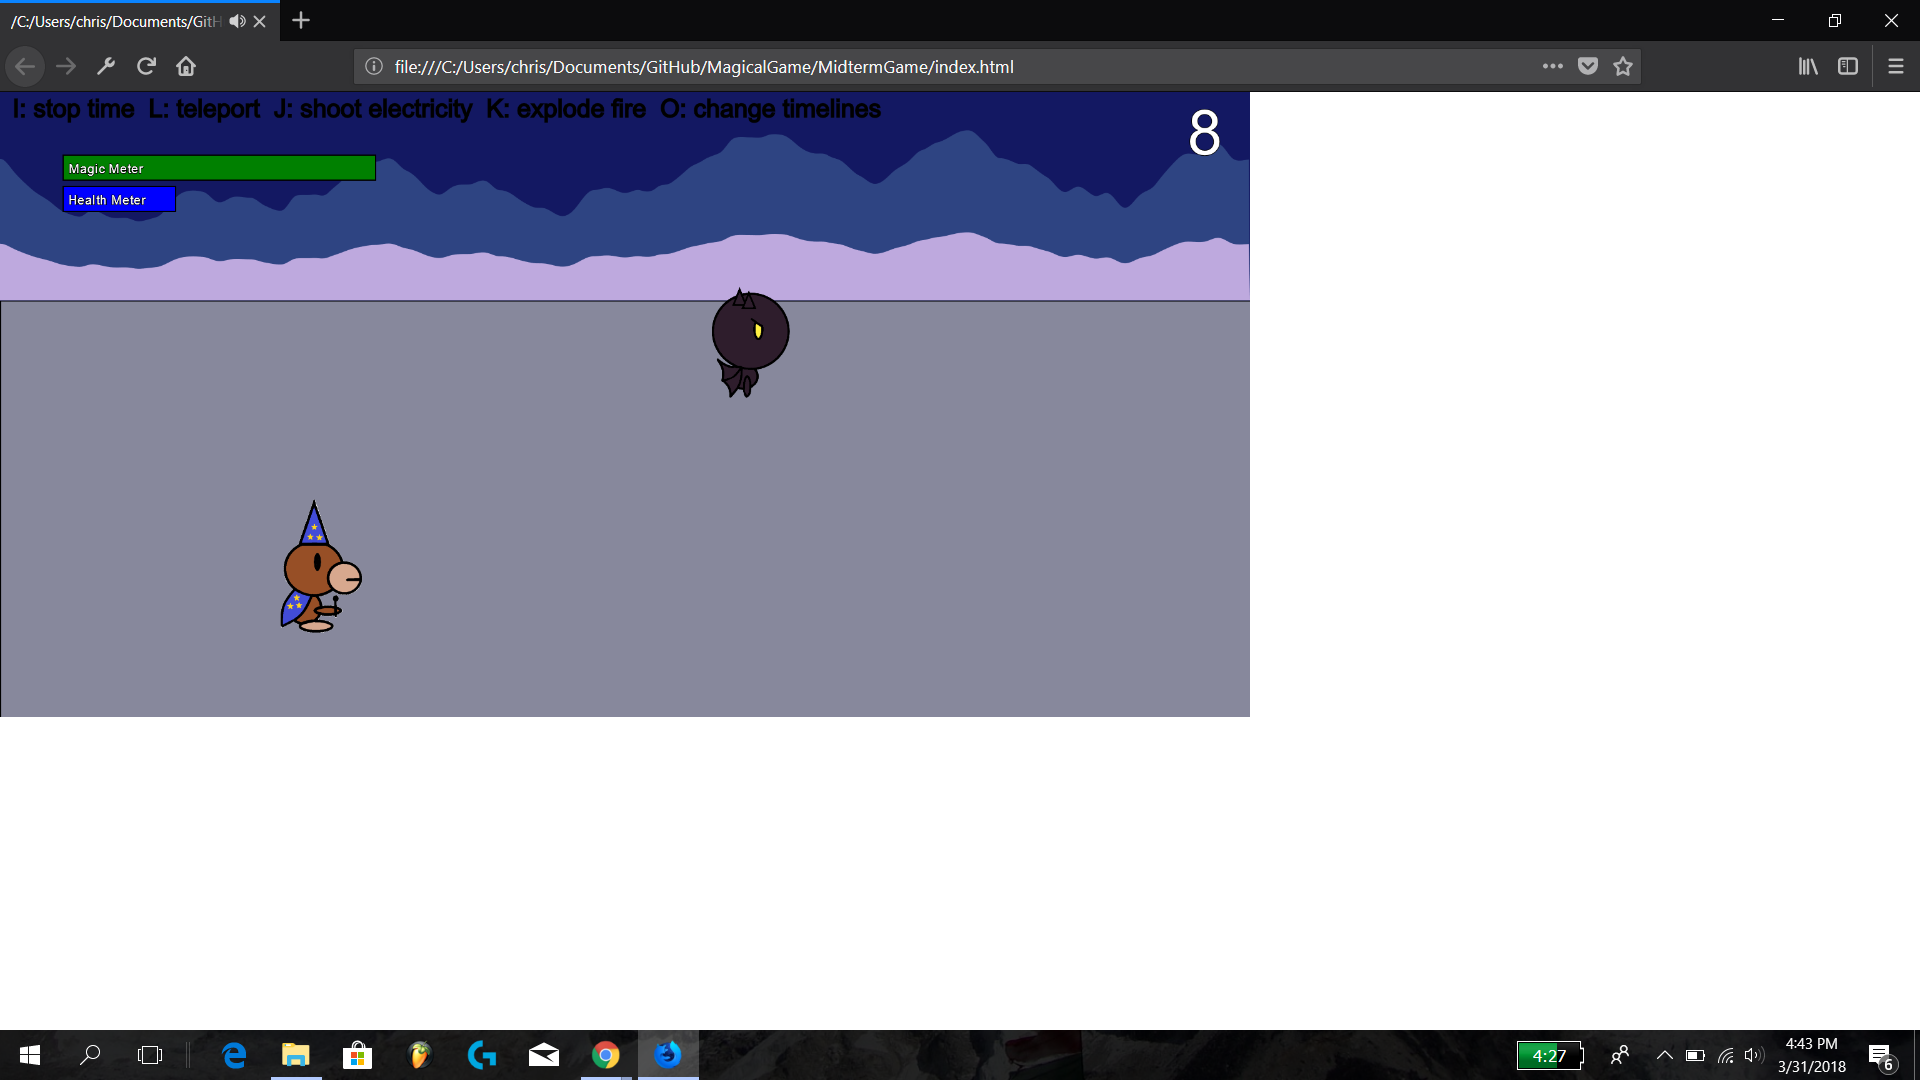 /C:/Users/chris/Documents/GitH
file:///C:/Users/chris/Documents/GitHub/MagicalGame/MidtermGame/index.html
I: stop time  L: teleport  J: shoot electricity  K: explode fire  O: change timelines
8
Magic Meter
Health Meter
4:27
4:43 PM
3/31/2018
6